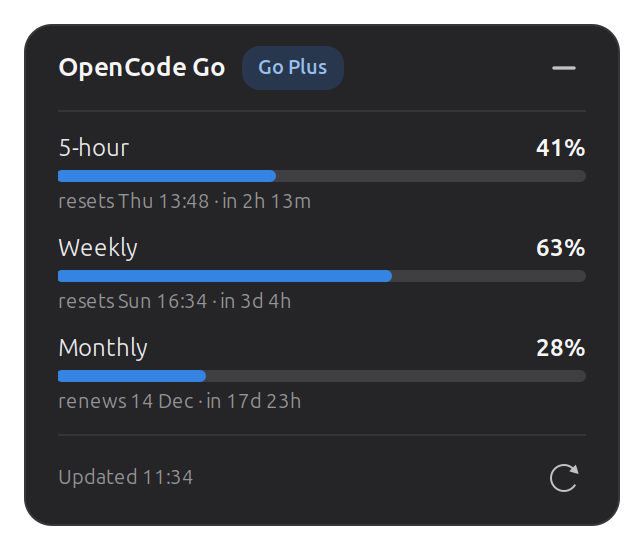 OpenCode Go Go Plus
5-hour 41%
resets Thu 13:48 · in 2h 13m
Weekly 63%
resets Sun 16:34 · in 3d 4h
Monthly 28%
renews 14 Dec · in 17d 23h
Updated 11:34